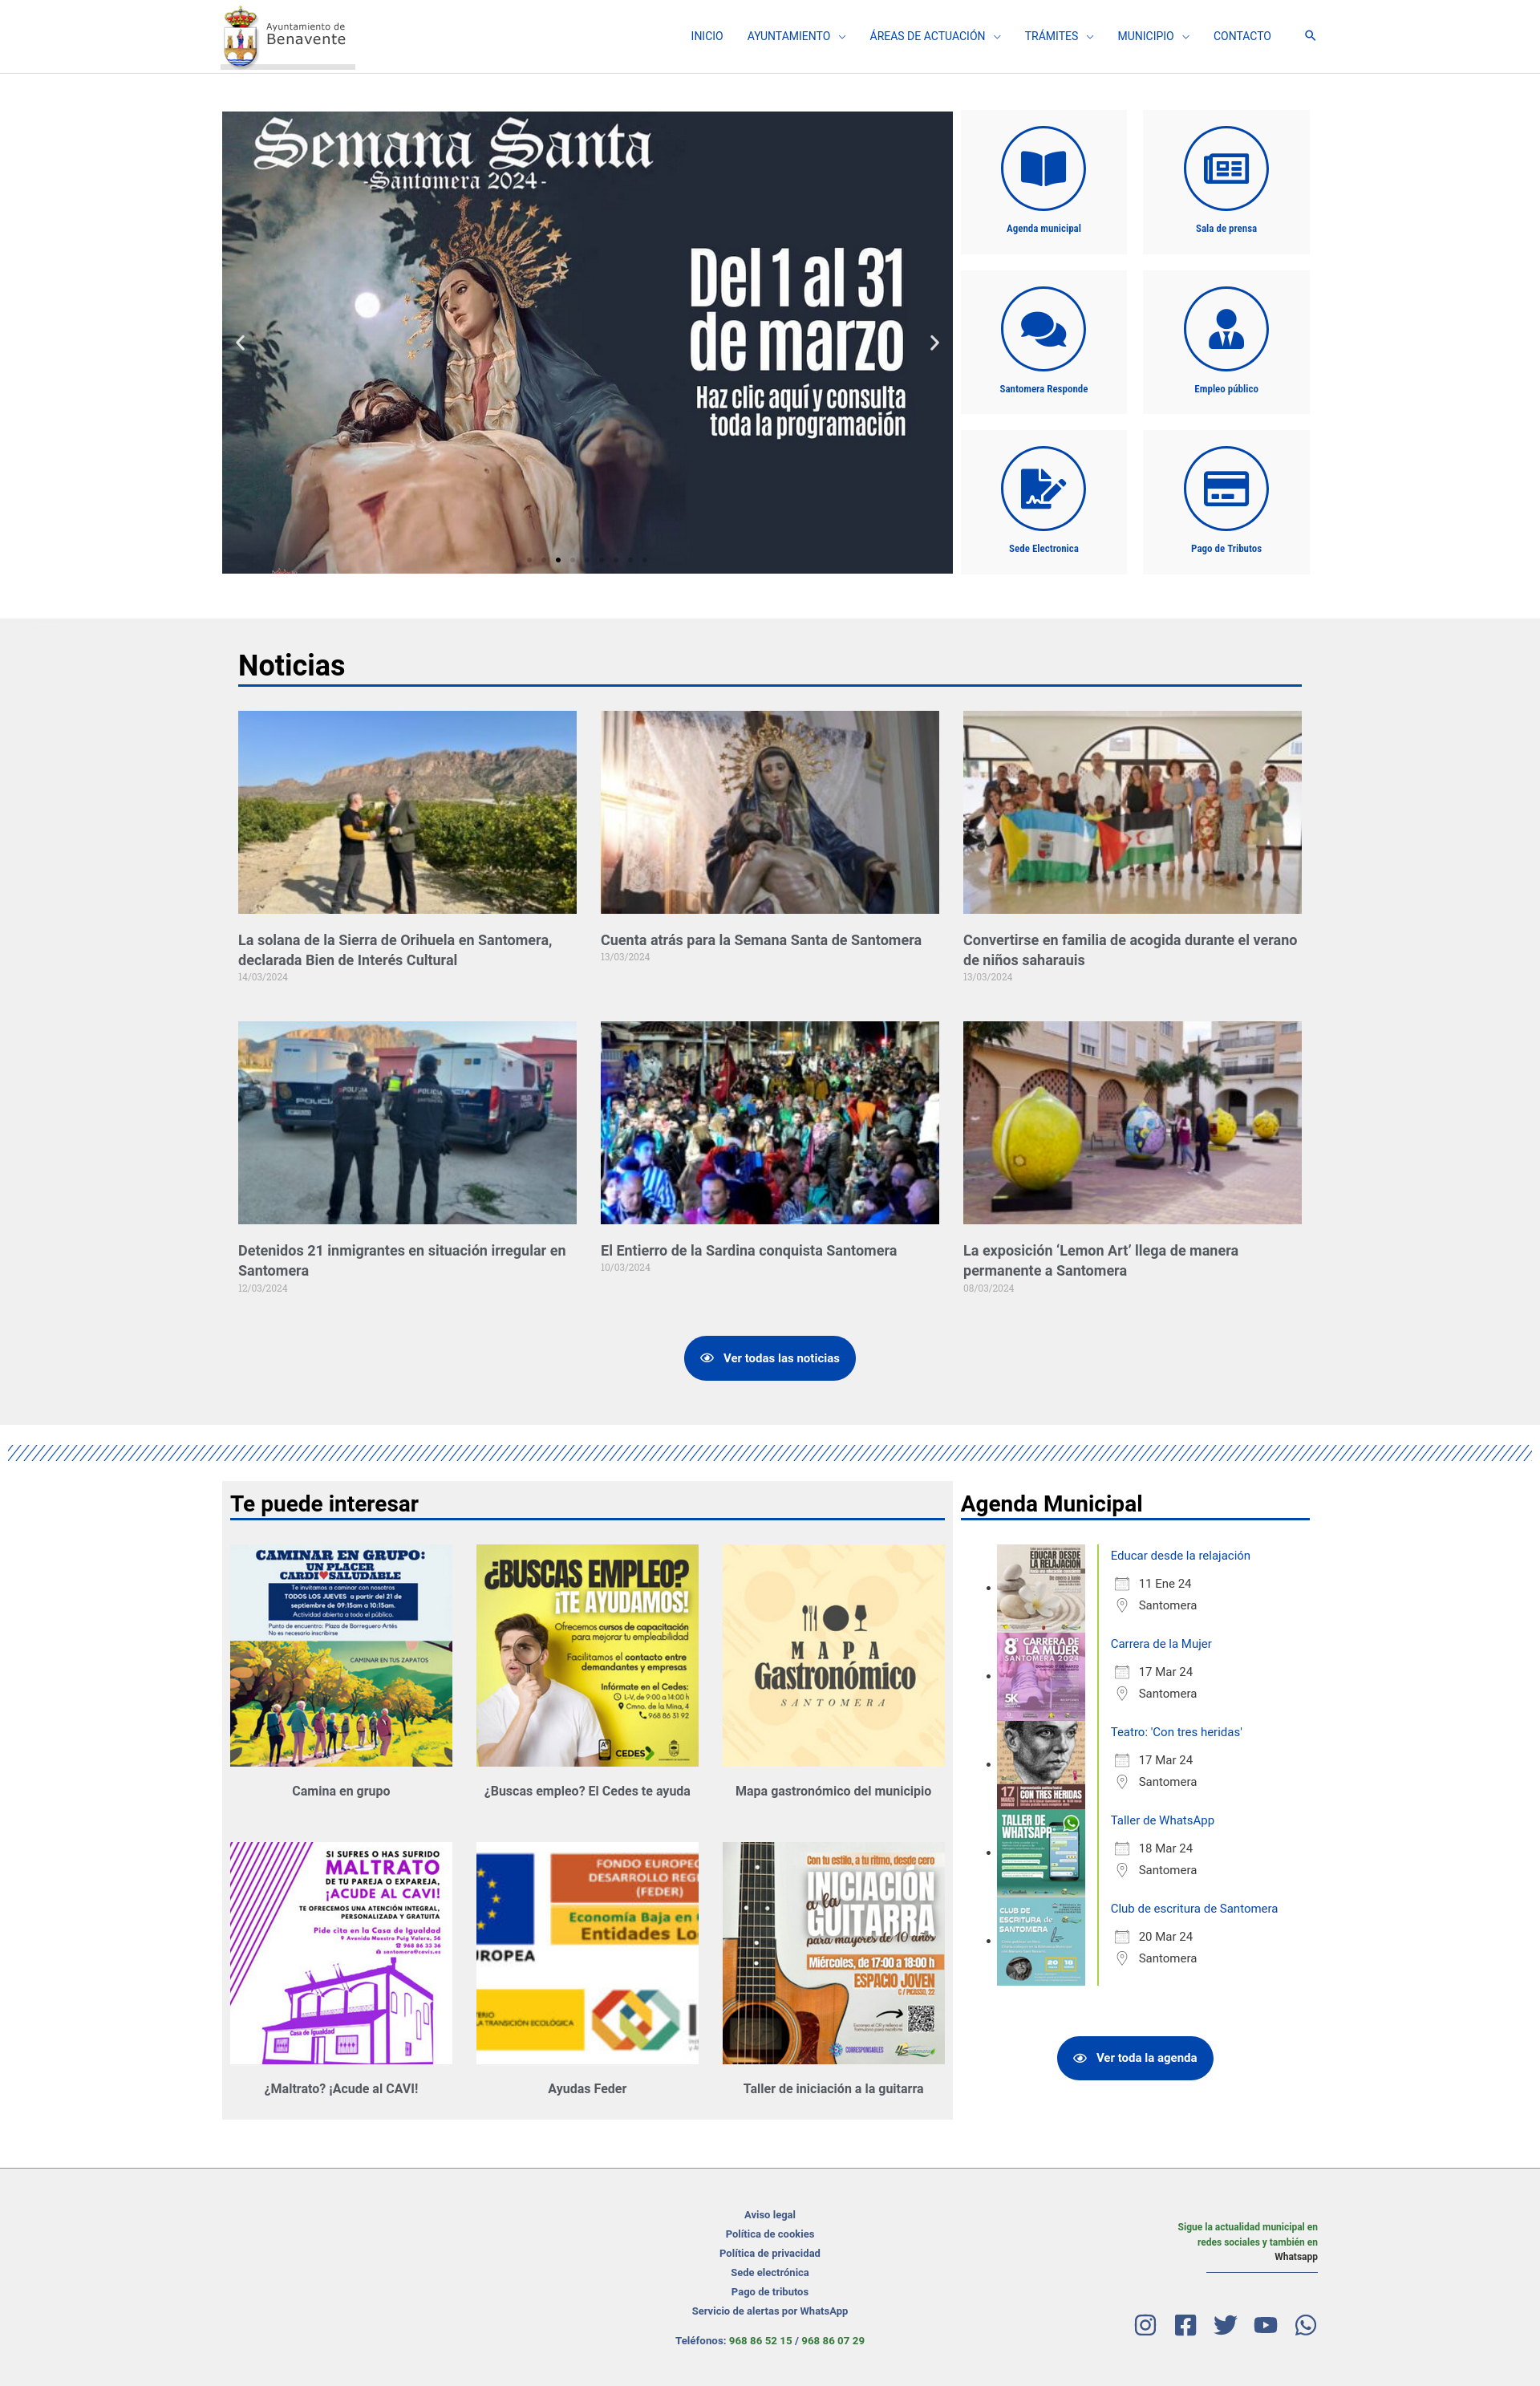 Ayuntamiento de
Benavente
INICIO
AYUNTAMIENTO
ÁREAS DE ACTUACIÓN
TRÁMITES
MUNICIPIO
CONTACTO
Semana Santa
-Santomera 2024-
Del 1 al 31
de marzo
Haz clic aquí y consulta
toda la programación
Agenda municipal
Sala de prensa
Santomera Responde
Empleo público
Sede Electronica
Pago de Tributos
Noticias
La solana de la Sierra de Orihuela en Santomera,
declarada Bien de Interés Cultural
14/03/2024
Cuenta atrás para la Semana Santa de Santomera
13/03/2024
Convertirse en familia de acogida durante el verano
de niños saharauis
13/03/2024
POLICIA
POLICIA
Detenidos 21 inmigrantes en situación irregular en
Santomera
12/03/2024
El Entierro de la Sardina conquista Santomera
10/03/2024
La exposición ‘Lemon Art’ llega de manera
permanente a Santomera
08/03/2024
Ver todas las noticias
Te puede interesar
CAMINAR EN GRUPO:
UN PLACER
CARDI SALUDABLE
Te invitamos a caminar con nosotros
TODOS LOS JUEVES a partir del 21 de
septiembre de 09:15am a 10:15am.
Actividad abierta a todo el público.
Punto de encuentro: Plaza de Borreguero Artés
No es necesario inscribirse
CAMINAR EN TUS ZAPATOS
Camina en grupo
¿BUSCAS EMPLEO?
¡TE AYUDAMOS!
Ofrecemos cursos de capacitación
para mejorar tu empleabilidad
Facilitamos el contacto entre
demandantes y empresas
Infórmate en el Cedes:
L-V, de 9:00 a 14:00 h
Cmno. de la Mina, 4
968 86 31 92
CEDES
¿Buscas empleo? El Cedes te ayuda
MAPA
Gastronómico
SANTOMERA
Mapa gastronómico del municipio
SI SUFRES O HAS SUFRIDO
MALTRATO
DE TU PAREJA O EXPAREJA,
¡ACUDE AL CAVI!
TE OFRECEMOS UNA ATENCIÓN INTEGRAL,
PERSONALIZADA Y GRATUITA
Pide cita en la Casa de Igualdad
Avenida Maestro Puig Valera, 56
968 86 33 36
santomera@cavis.es
Casa de Igualdad
¿Maltrato? ¡Acude al CAVI!
FONDO EUROPEO
DESARROLLO REG
(FEDER)
Economía Baja en C
Entidades Lo
UROPEA
ERIO
LA TRANSICIÓN ECOLÓGICA
Ayudas Feder
Con tu estilo, a tu ritmo, desde cero
INICIACIÓN
a la
GUITARRA
para mayores de 10 años
Miércoles, de 17:00 a 18:00 h
ESPACIO JOVEN
C/ PICASSO, 22
CORRESPONSABLES
Taller de iniciación a la guitarra
Agenda Municipal
EDUCAR DESDE
LA RELAJACIÓN
Educar desde la relajación
11 Ene 24
Santomera
8ª CARRERA DE
LA MUJER
SANTOMERA 2024
5K
Carrera de la Mujer
17 Mar 24
Santomera
17
CON TRES HERIDAS
Teatro: 'Con tres heridas'
17 Mar 24
Santomera
TALLER DE
WHATSAPP
Taller de WhatsApp
18 Mar 24
Santomera
CLUB DE
ESCRITURA de
SANTOMERA
Club de escritura de Santomera
20 Mar 24
Santomera
Ver toda la agenda
Aviso legal
Política de cookies
Política de privacidad
Sede electrónica
Pago de tributos
Servicio de alertas por WhatsApp
Teléfonos: 968 86 52 15 / 968 86 07 29
Sigue la actualidad municipal en
redes sociales y también en
Whatsapp